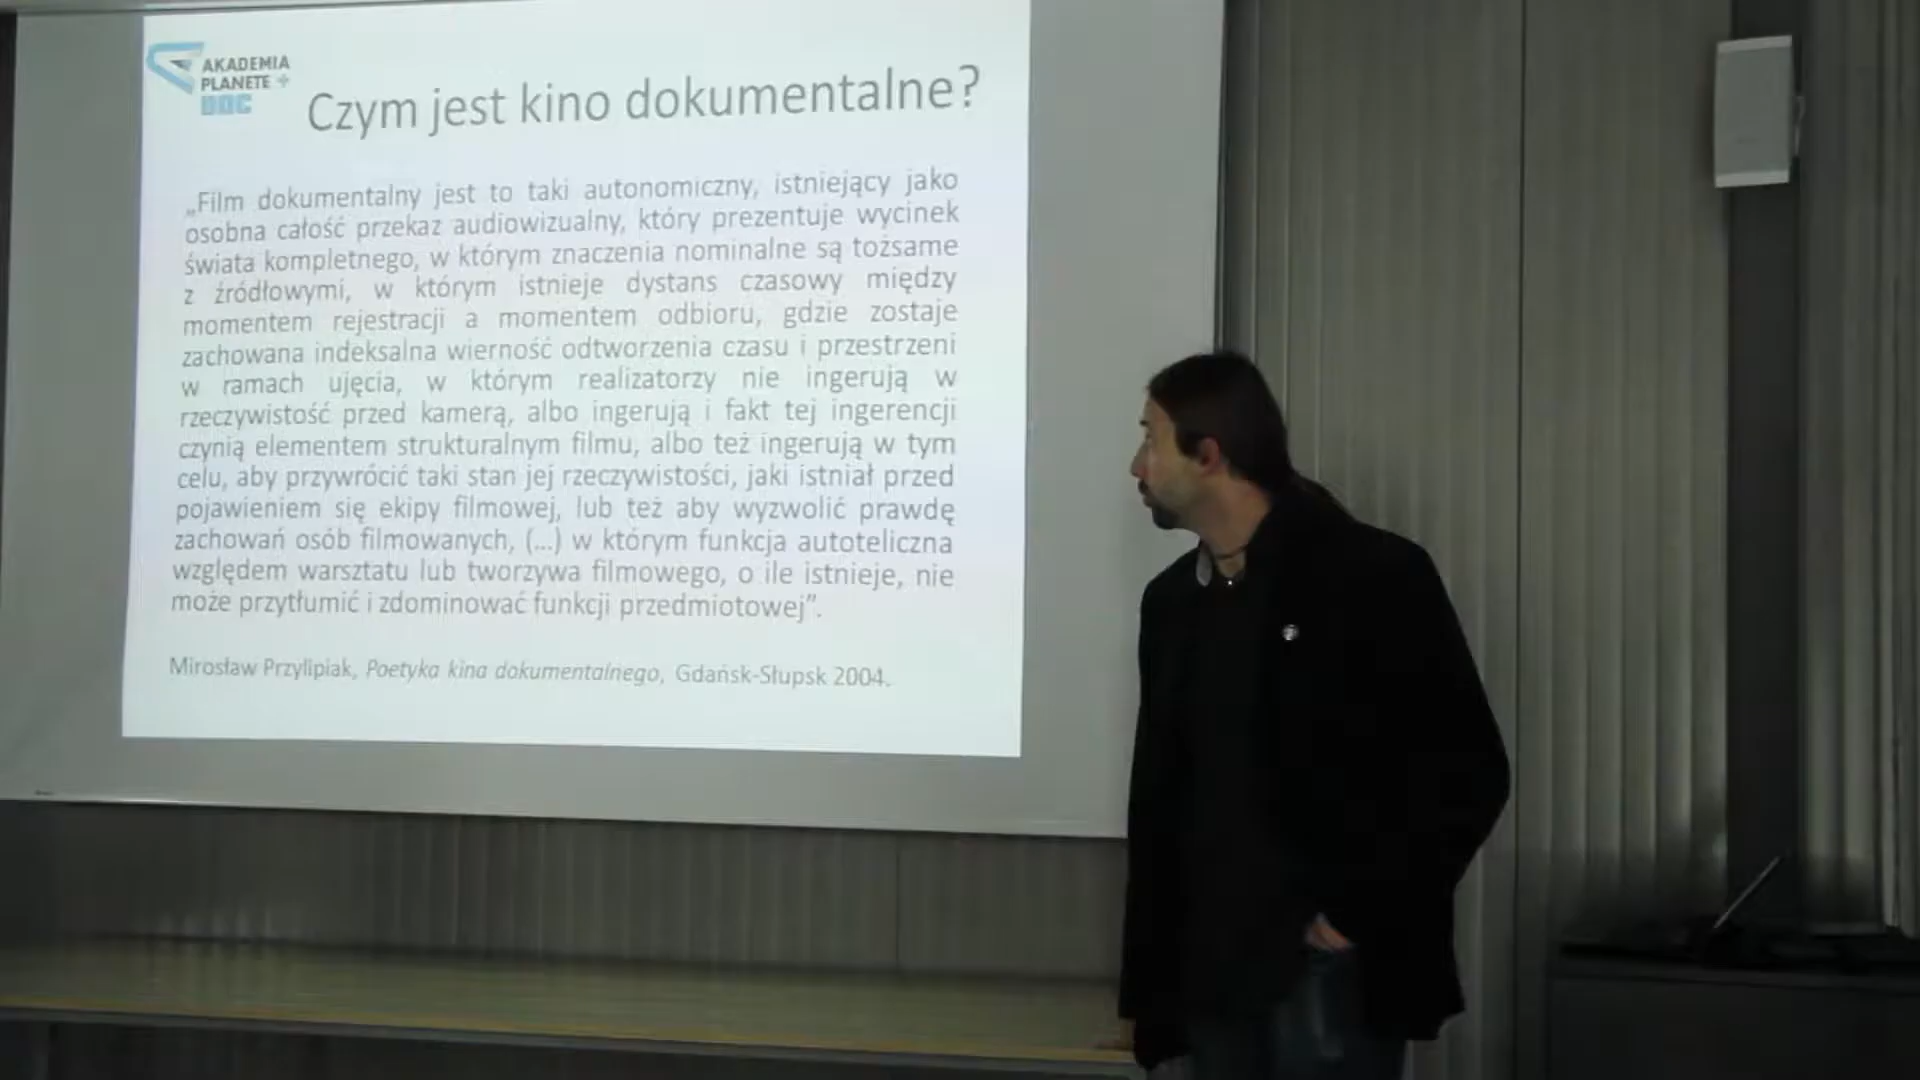 AKADEMIA
PLANETE +
DOC
Czym jest kino dokumentalne?
„Film dokumentalny jest to taki autonomiczny, istniejący jako
osobna całość przekaz audiowizualny, który prezentuje wycinek
świata kompletnego, w którym znaczenia nominalne są tożsame
z źródłowymi, w którym istnieje dystans czasowy między
momentem rejestracji a momentem odbioru, gdzie zostaje
zachowana indeksalna wierność odtworzenia czasu i przestrzeni
w ramach ujęcia, w którym realizatorzy nie ingerują w
rzeczywistość przed kamerą, albo ingerują i fakt tej ingerencji
czynią elementem strukturalnym filmu, albo też ingerują w tym
celu, aby przywrócić taki stan jej rzeczywistości, jaki istniał przed
pojawieniem się ekipy filmowej, lub też aby wyzwolić prawdę
zachowań osób filmowanych, (...) w którym funkcja autoteliczna
względem warsztatu lub tworzywa filmowego, o ile istnieje, nie
może przytłumić i zdominować funkcji przedmiotowej”.
Mirosław Przylipiak, Poetyka kina dokumentalnego, Gdańsk-Słupsk 2004.